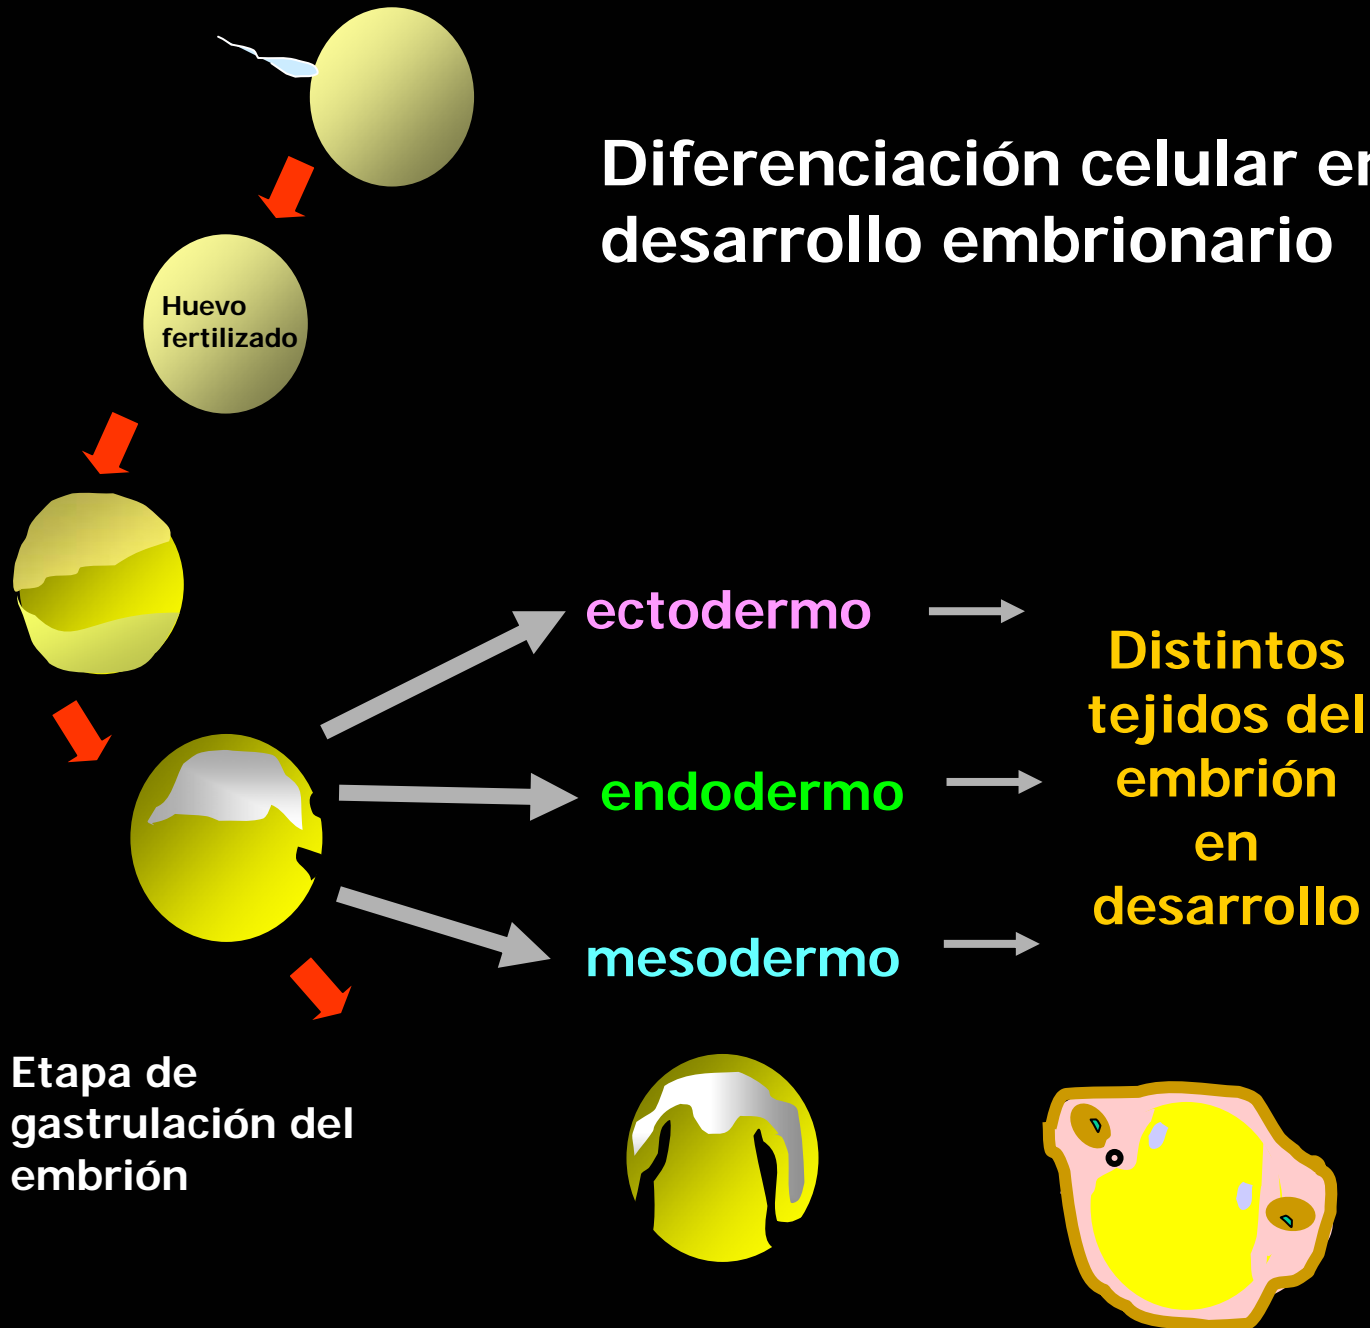 Diferenciación celular en
desarrollo embrionario
Huevo
fertilizado
ectodermo
endodermo
mesodermo
Distintos
tejidos del
embrión
en
desarrollo
Etapa de
gastrulación del
embrión